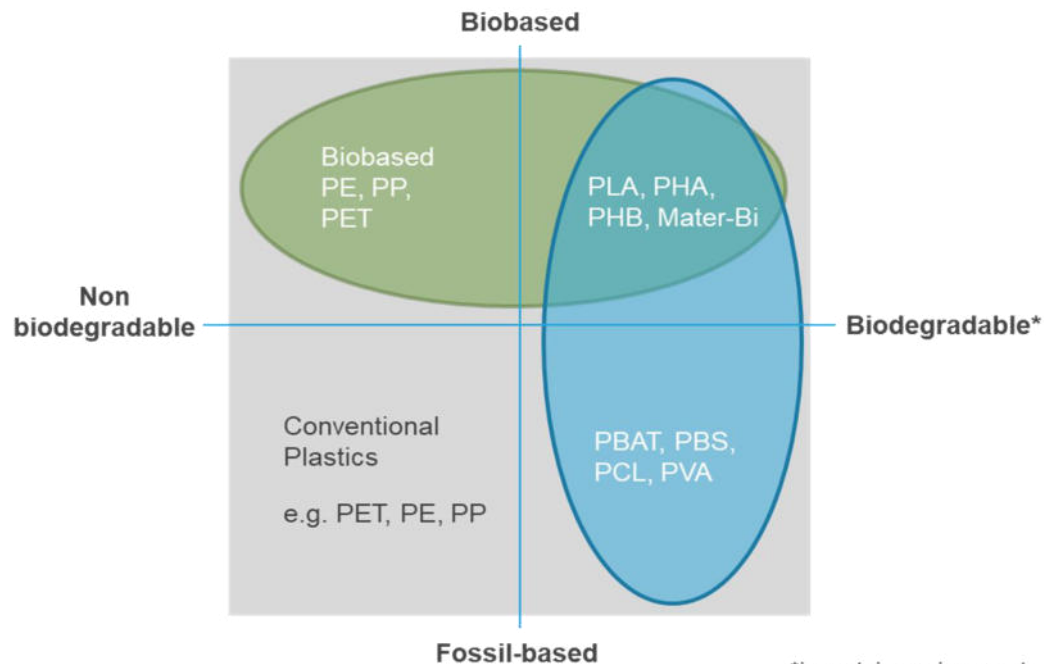 Biobased
Biobased
PE, PP,
PET
PLA, PHA,
PHB, Mater-Bi
Non
biodegradable
Biodegradable*
Conventional
Plastics
e.g. PET, PE, PP
PBAT, PBS,
PCL, PVA
Fossil-based